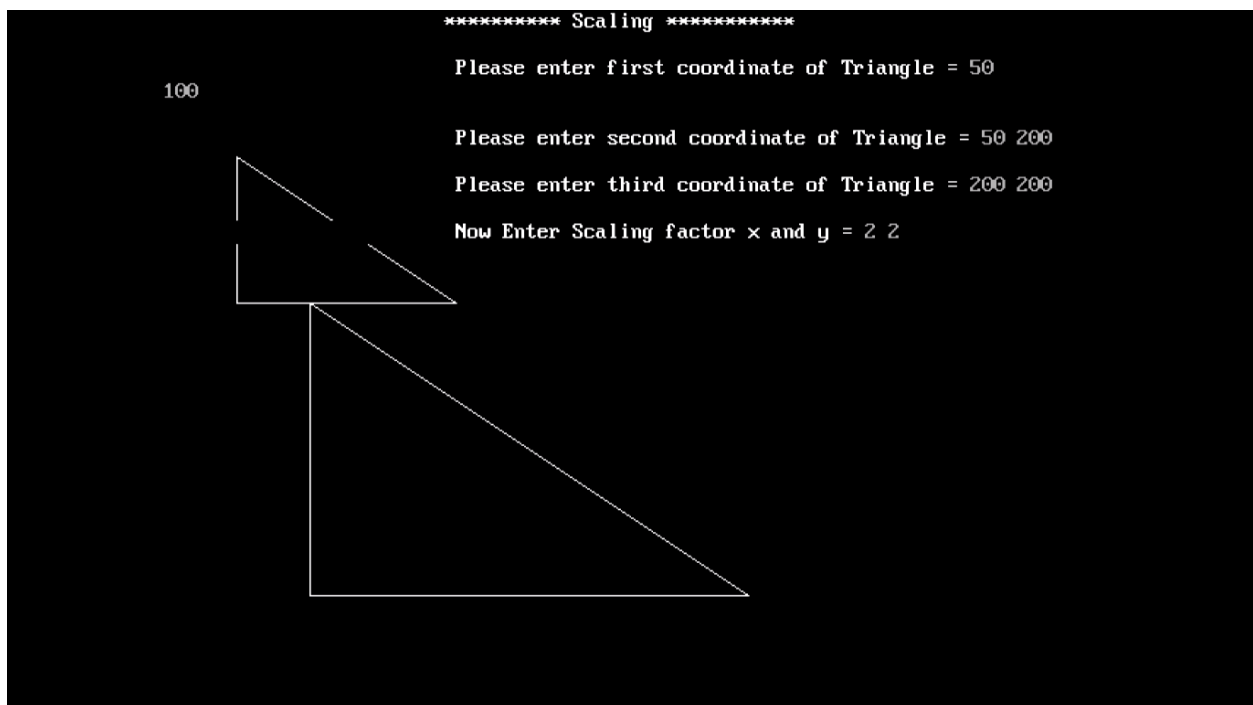 ********** Scaling ***********
Please enter first coordinate of Triangle = 50
100
Please enter second coordinate of Triangle = 50 200
Please enter third coordinate of Triangle = 200 200
Now Enter Scaling factor x and y = 2 2